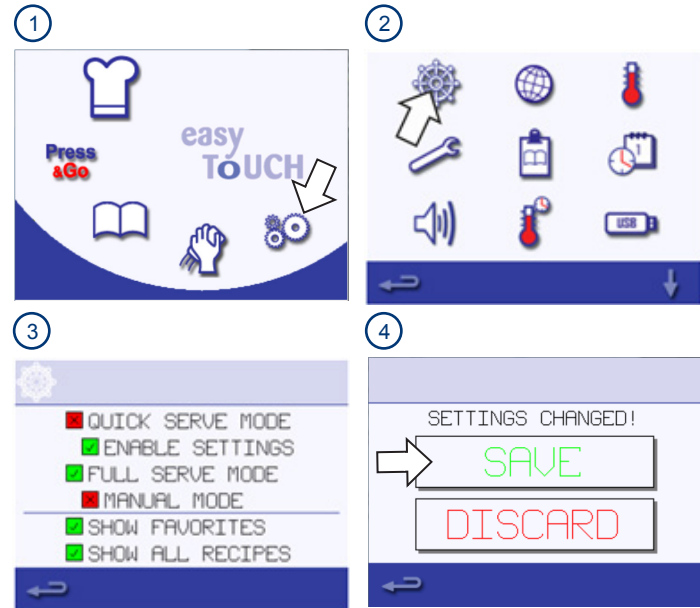 1
easy
TOUCH
Press
&Go
2
1
USB
3
QUICK SERVE MODE
ENABLE SETTINGS
FULL SERVE MODE
MANUAL MODE
SHOW FAVORITES
SHOW ALL RECIPES
4
SETTINGS CHANGED!
SAVE
DISCARD